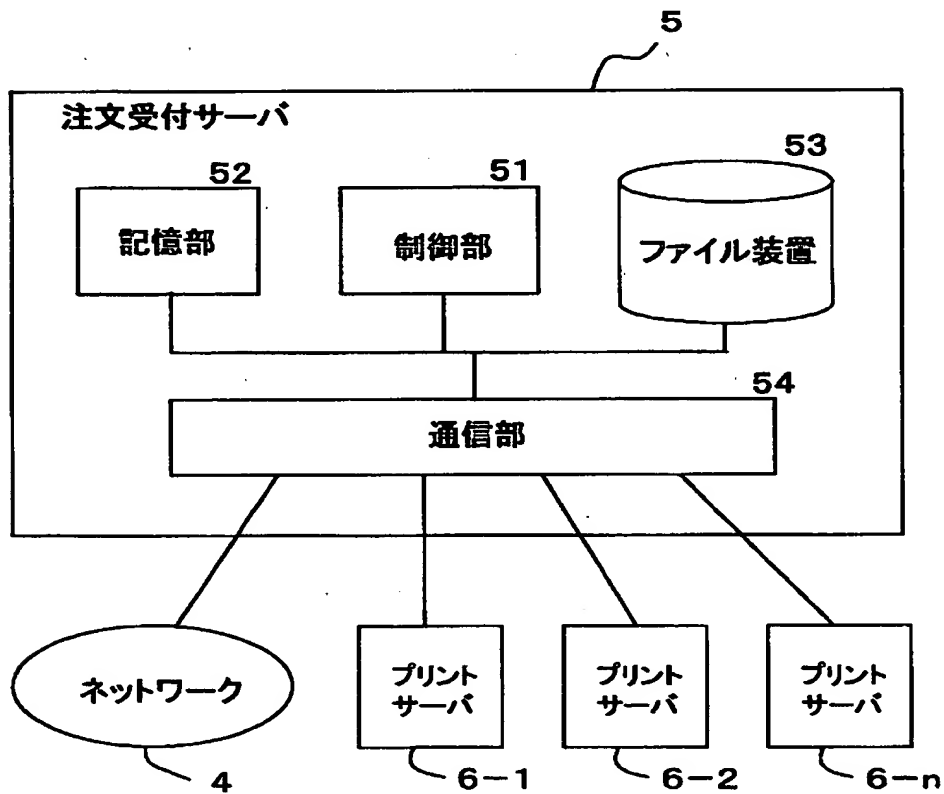 5
注文受付サーバ
52
51
53
記憶部
制御部
ファイル装置
54
通信部
ネットワーク
プリント
サーバ
プリント
サーバ
プリント
サーバ
4
6-1
6-2
6-n